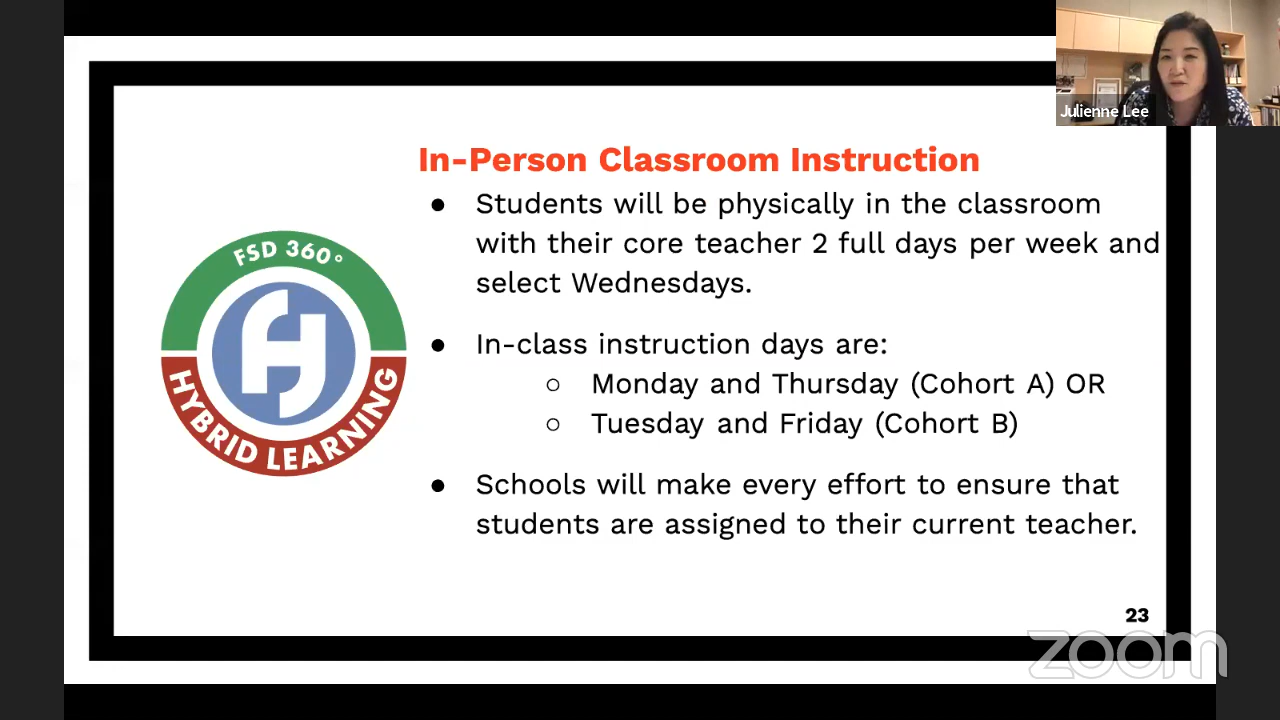 Julienne Lee
In-Person Classroom Instruction
● Students will be physically in the classroom
with their core teacher 2 full days per week and
select Wednesdays.
FSD 360°
HYBRID LEARNING
● In-class instruction days are:
○ Monday and Thursday (Cohort A) OR
○ Tuesday and Friday (Cohort B)
● Schools will make every effort to ensure that
students are assigned to their current teacher.
23
zoom